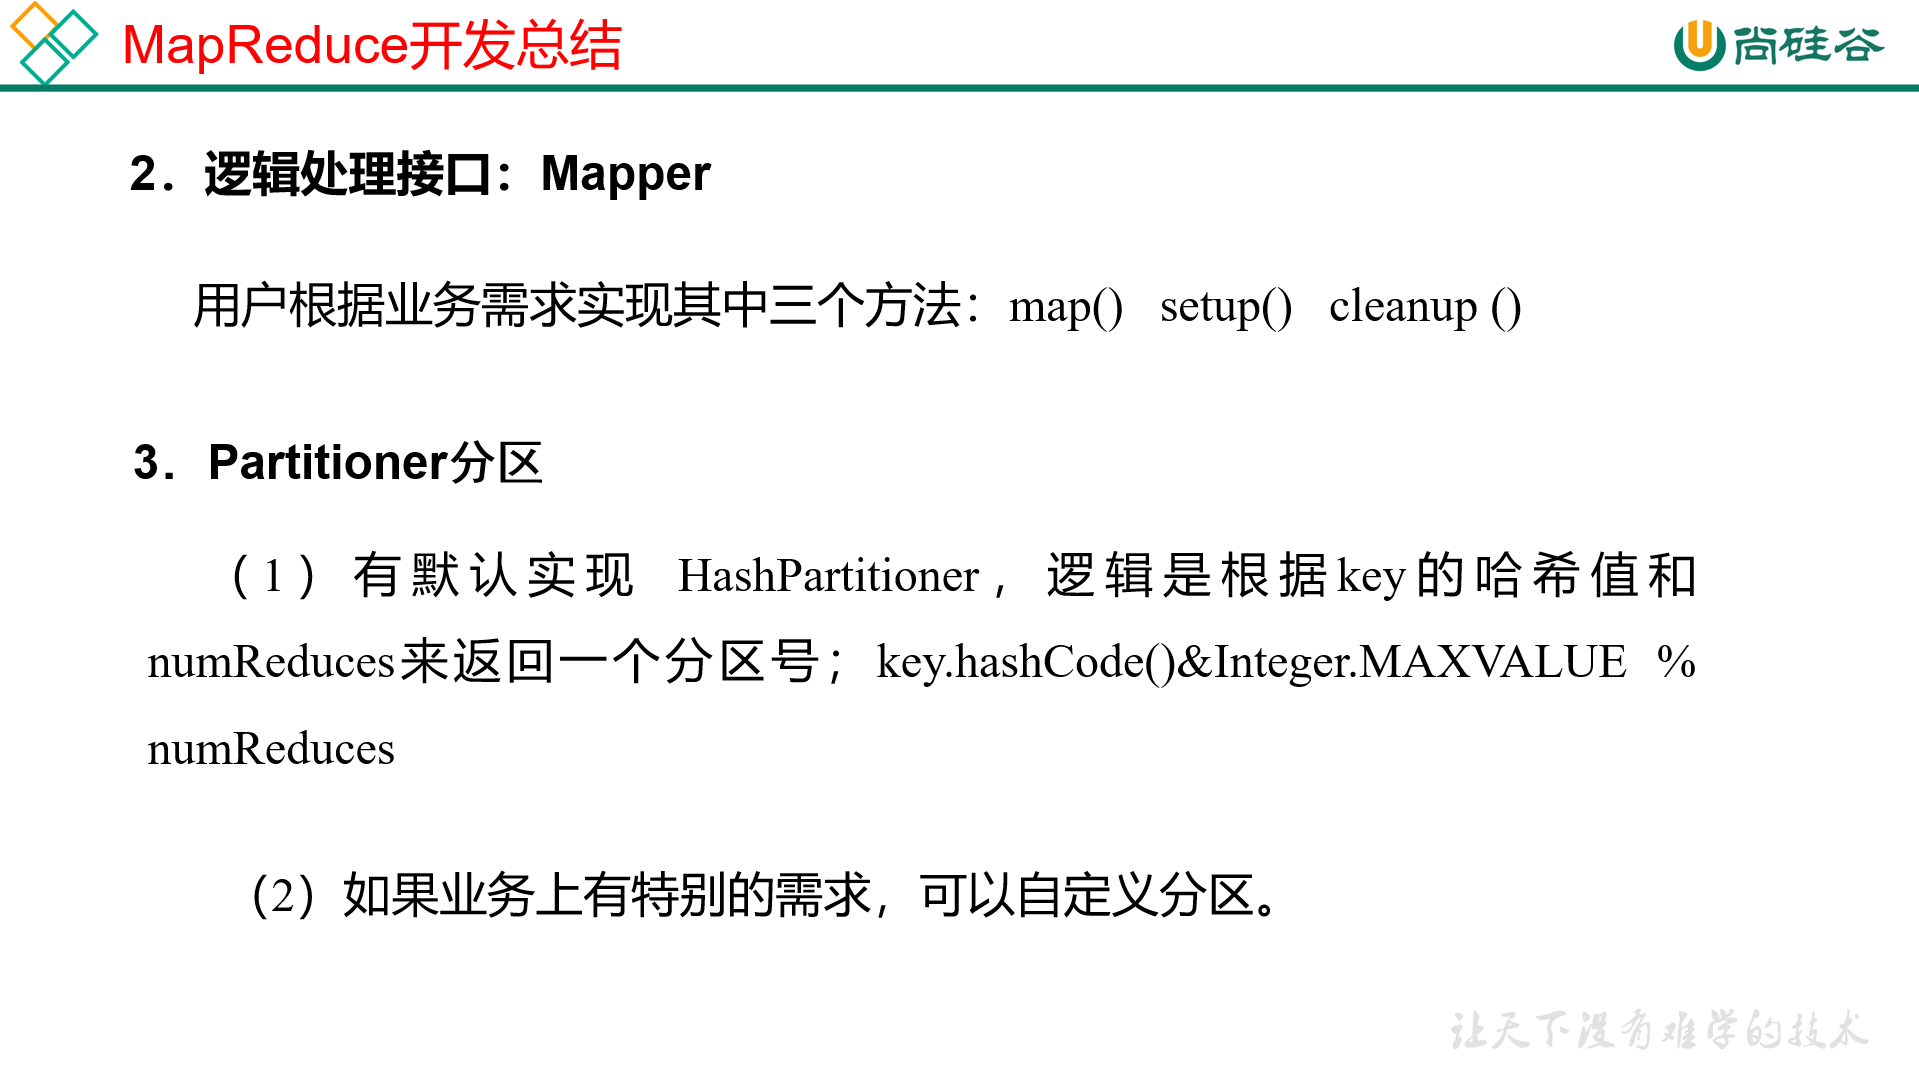 MapReduce开发总结
尚硅谷
2．逻辑处理接口：Mapper
用户根据业务需求实现其中三个方法：map()   setup()   cleanup ()
3．Partitioner分区
（1）有默认实现 HashPartitioner，逻辑是根据key的哈希值和
numReduces来返回一个分区号；key.hashCode()&Integer.MAXVALUE % 
numReduces
（2）如果业务上有特别的需求，可以自定义分区。
让天下没有难学的技术